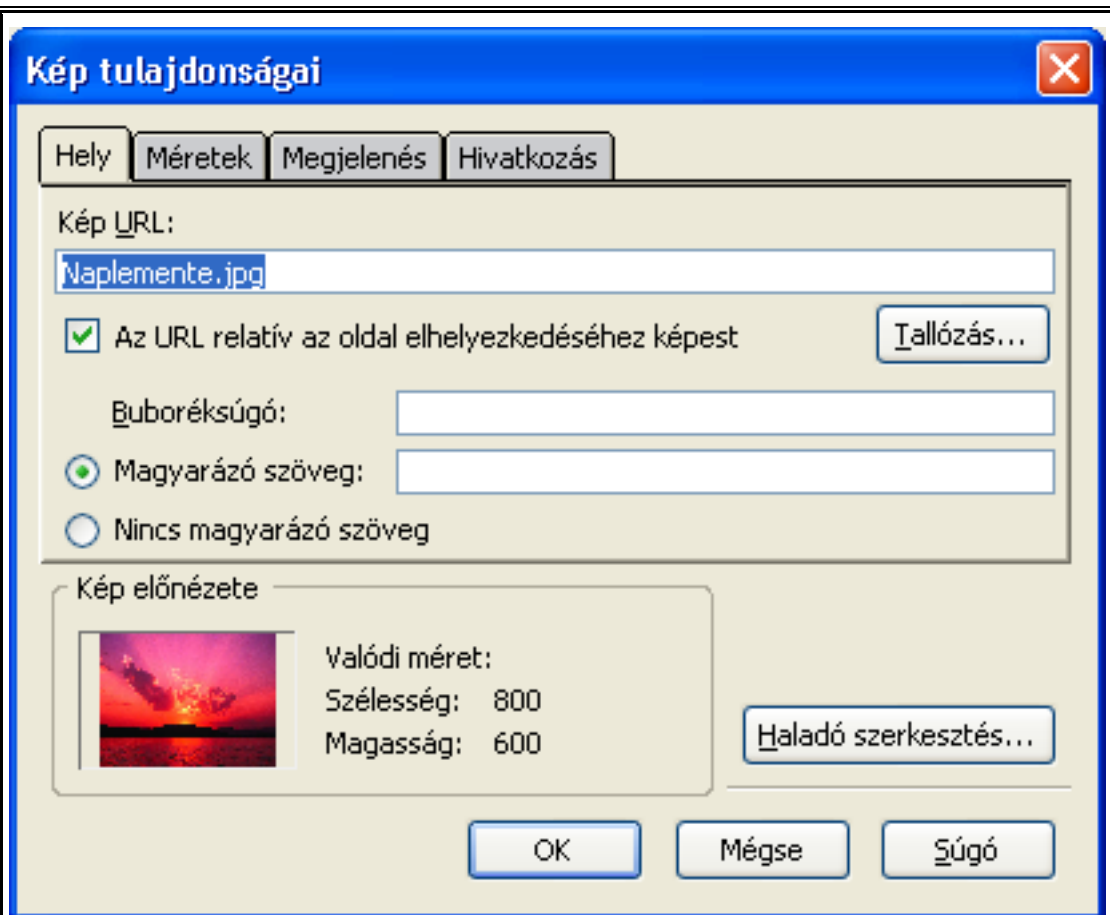 Kép tulajdonságai
Hely Méretek Megjelenés Hivatkozás
Kép URL:
Naplemente.jpg
Az URL relatív az oldal elhelyezkedéséhez képest Tallózás...
Buboréksúgó:
Magyarázó szöveg:
Nincs magyarázó szöveg
Kép előnézete
Valódi méret:
Szélesség: 800
Magasság: 600
Haladó szerkesztés...
OK Mégse Súgó